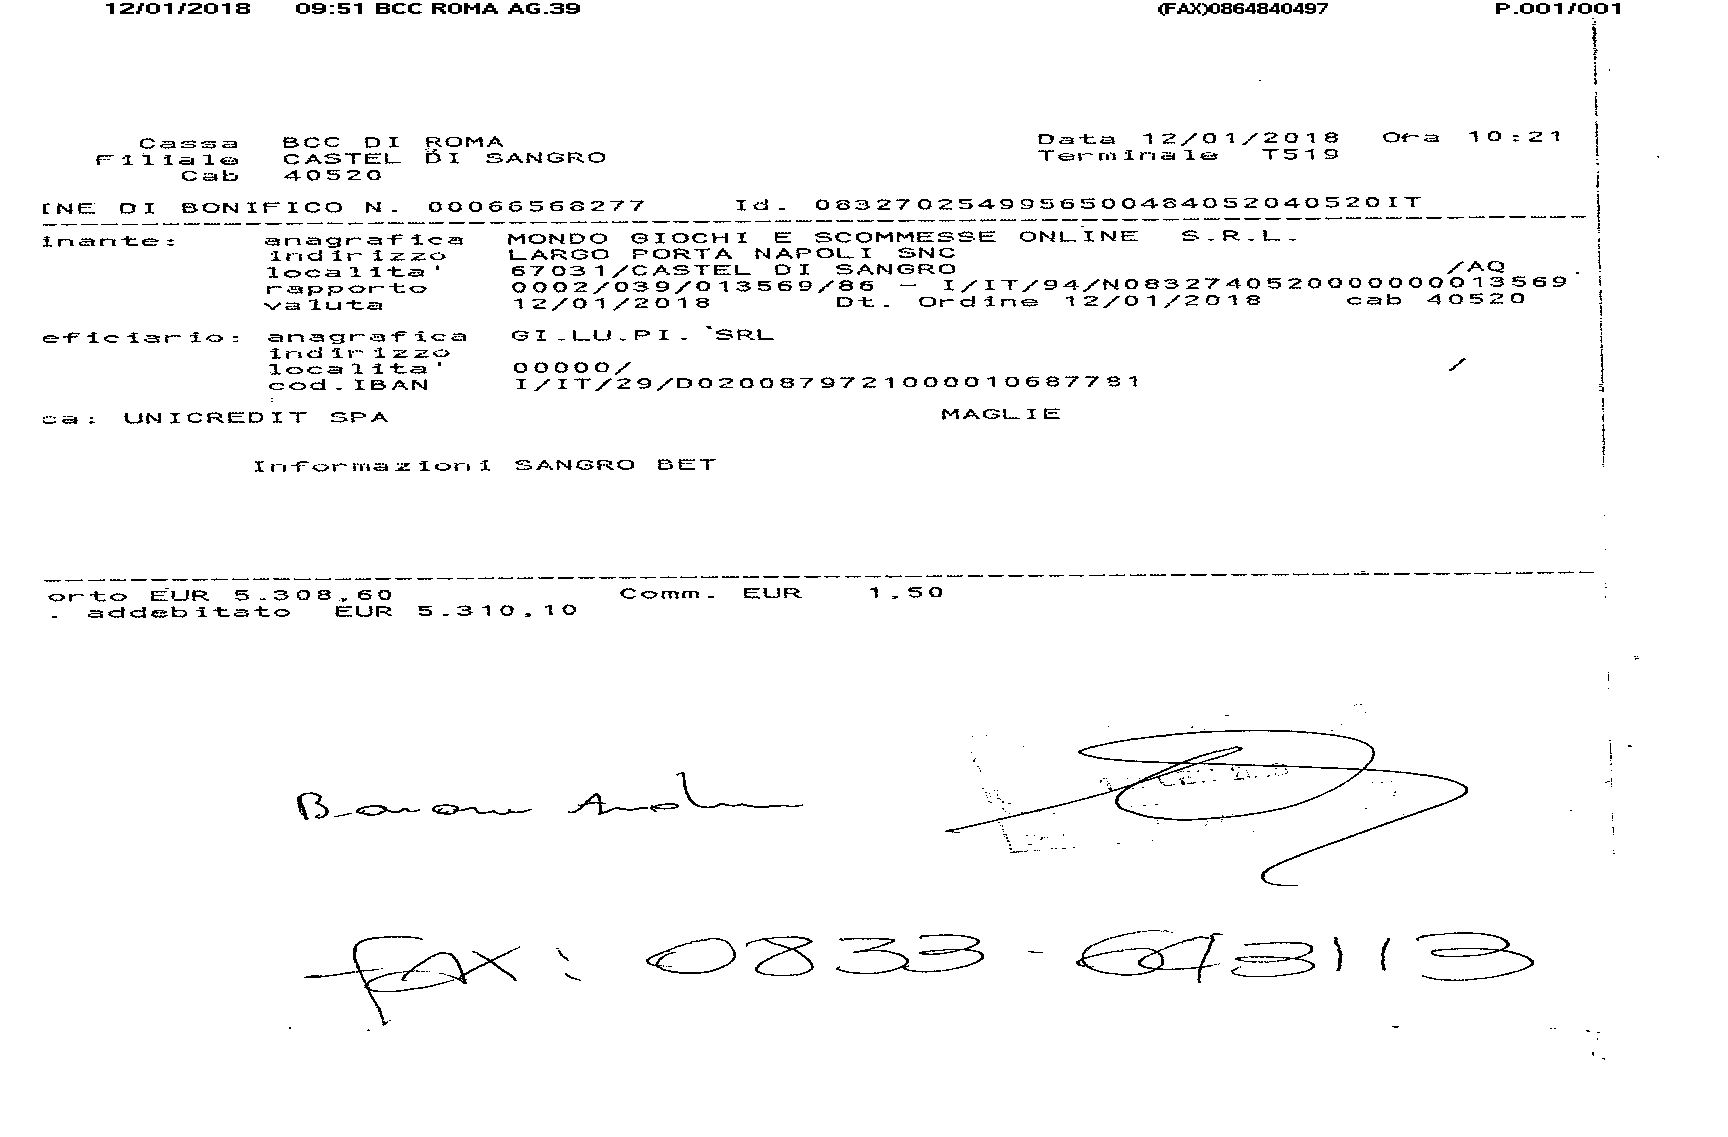 12/01/2018 09:51 BCC ROMA AG.39 (FAX)0864840497 P.001/001
Cassa BCC DI ROMA Data 12/01/2018 Ora 10:21
Filiale CASTEL DI SANGRO Terminale T519
Cab 40520
INE DI BONIFICO N. 00066568277 Id. 0832702549956500484052040520IT
inante: anagrafica MONDO GIOCHI E SCOMMESSE ONLINE S.R.L.
indirizzo LARGO PORTA NAPOLI SNC
localita' 67031/CASTEL DI SANGRO /AQ
rapporto 0002/039/013569/86 - I/IT/94/N0832740520000000013569
valuta 12/01/2018 Dt. Ordine 12/01/2018 cab 40520
eficiario: anagrafica GI.LU.PI. SRL
indirizzo
localita' 00000/ /
cod.IBAN I/IT/29/D0200879721000010687781
ca: UNICREDIT SPA MAGLIE
Informazioni SANGRO BET
orto EUR 5.308,60 Comm. EUR 1,50
. addebitato EUR 5.310,10
FAX: 0833-643113